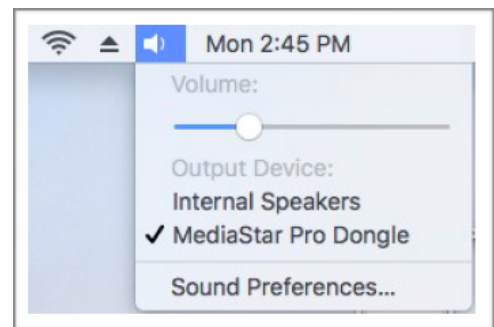 Mon 2:45 PM
Volume:
Output Device:
Internal Speakers
✓ MediaStar Pro Dongle
Sound Preferences...